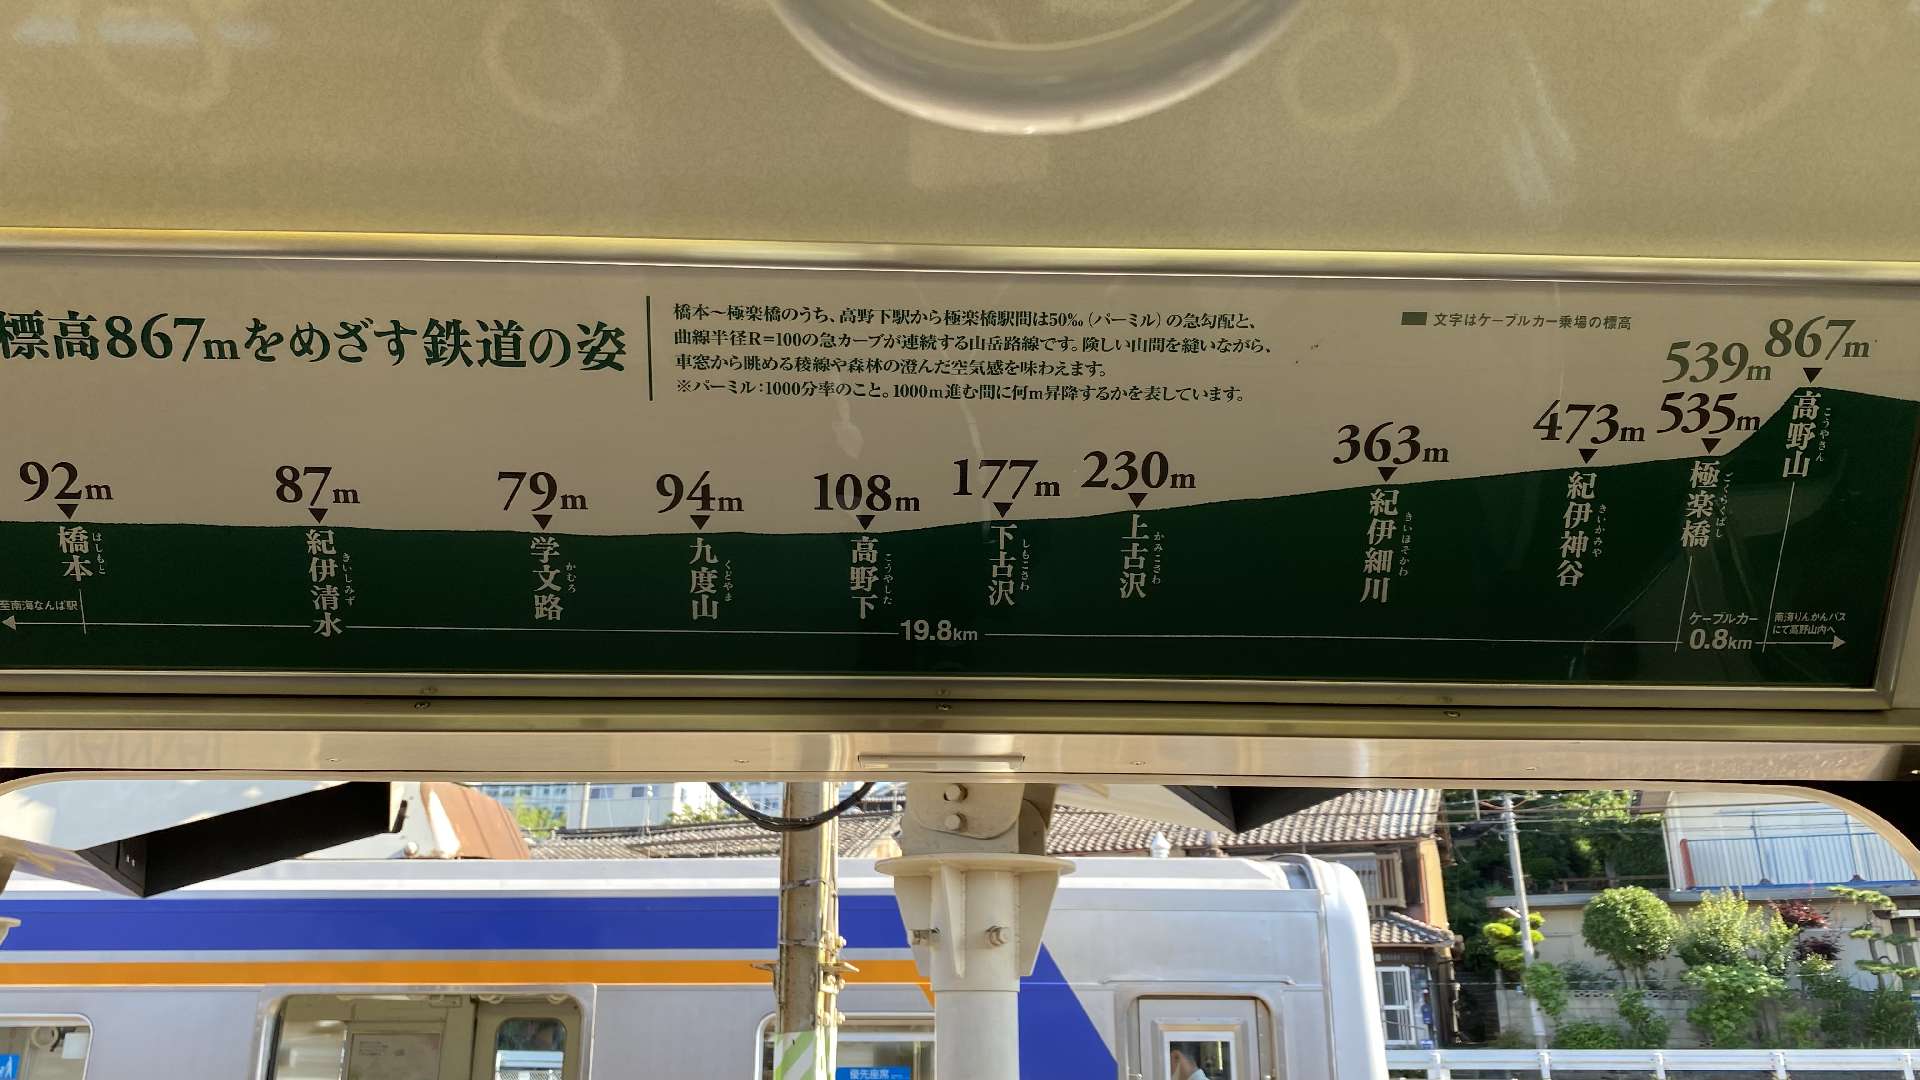 標高867mをめざす鉄道の姿
橋本〜極楽橋のうち、高野下駅から極楽橋駅間は50‰（パーミル）の急勾配と、
曲線半径R=100の急カーブが連続する山岳路線です。険しい山間を縫いながら、
車窓から眺める稜線や森林の澄んだ空気感を味わえます。
※パーミル：1000分率のこと。1000m進む間に何m昇降するかを表しています。
文字はケーブルカー乗場の標高
92m
橋本
はしもと
87m
紀伊清水
きいしみず
79m
学文路
かむろ
94m
九度山
くどやま
108m
高野下
こうやした
177m
下古沢
しもこさわ
230m
上古沢
かみこさわ
363m
紀伊細川
きいほそかわ
473m
紀伊神谷
きいかみや
539m
535m
極楽橋
ごくらくばし
867m
高野山
こうやさん
至南海なんば駅
19.8km
ケーブルカー
0.8km
南海りんかんバス
にて高野山内へ
優先座席